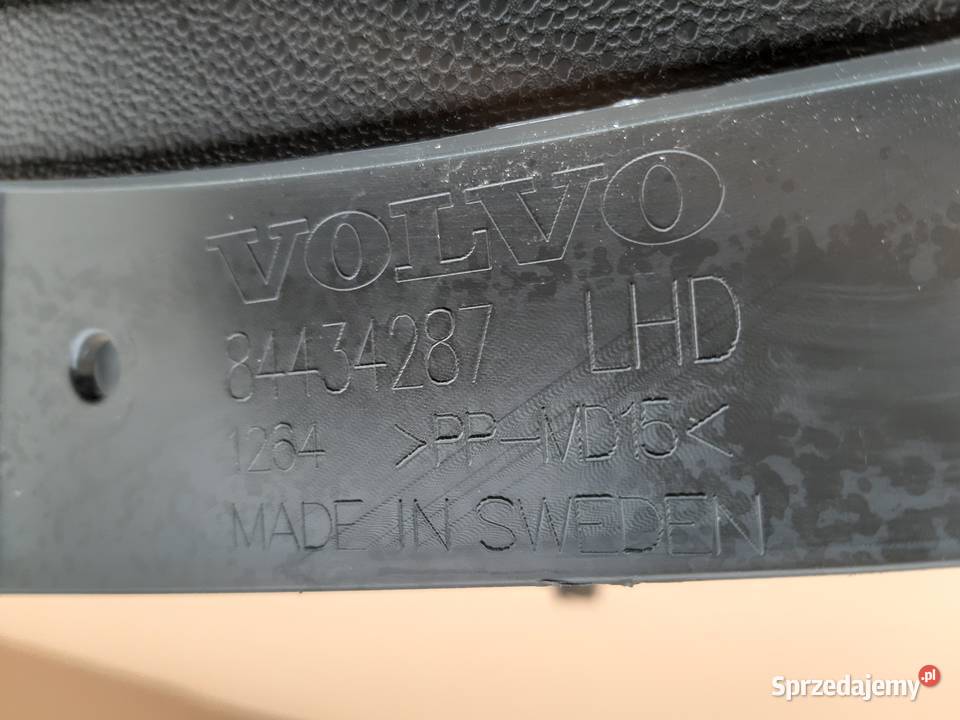 VOLVO
84434287 LHD
1264 >PP-MD15<
MADE IN SWEDEN
Sprzedajemy.pl